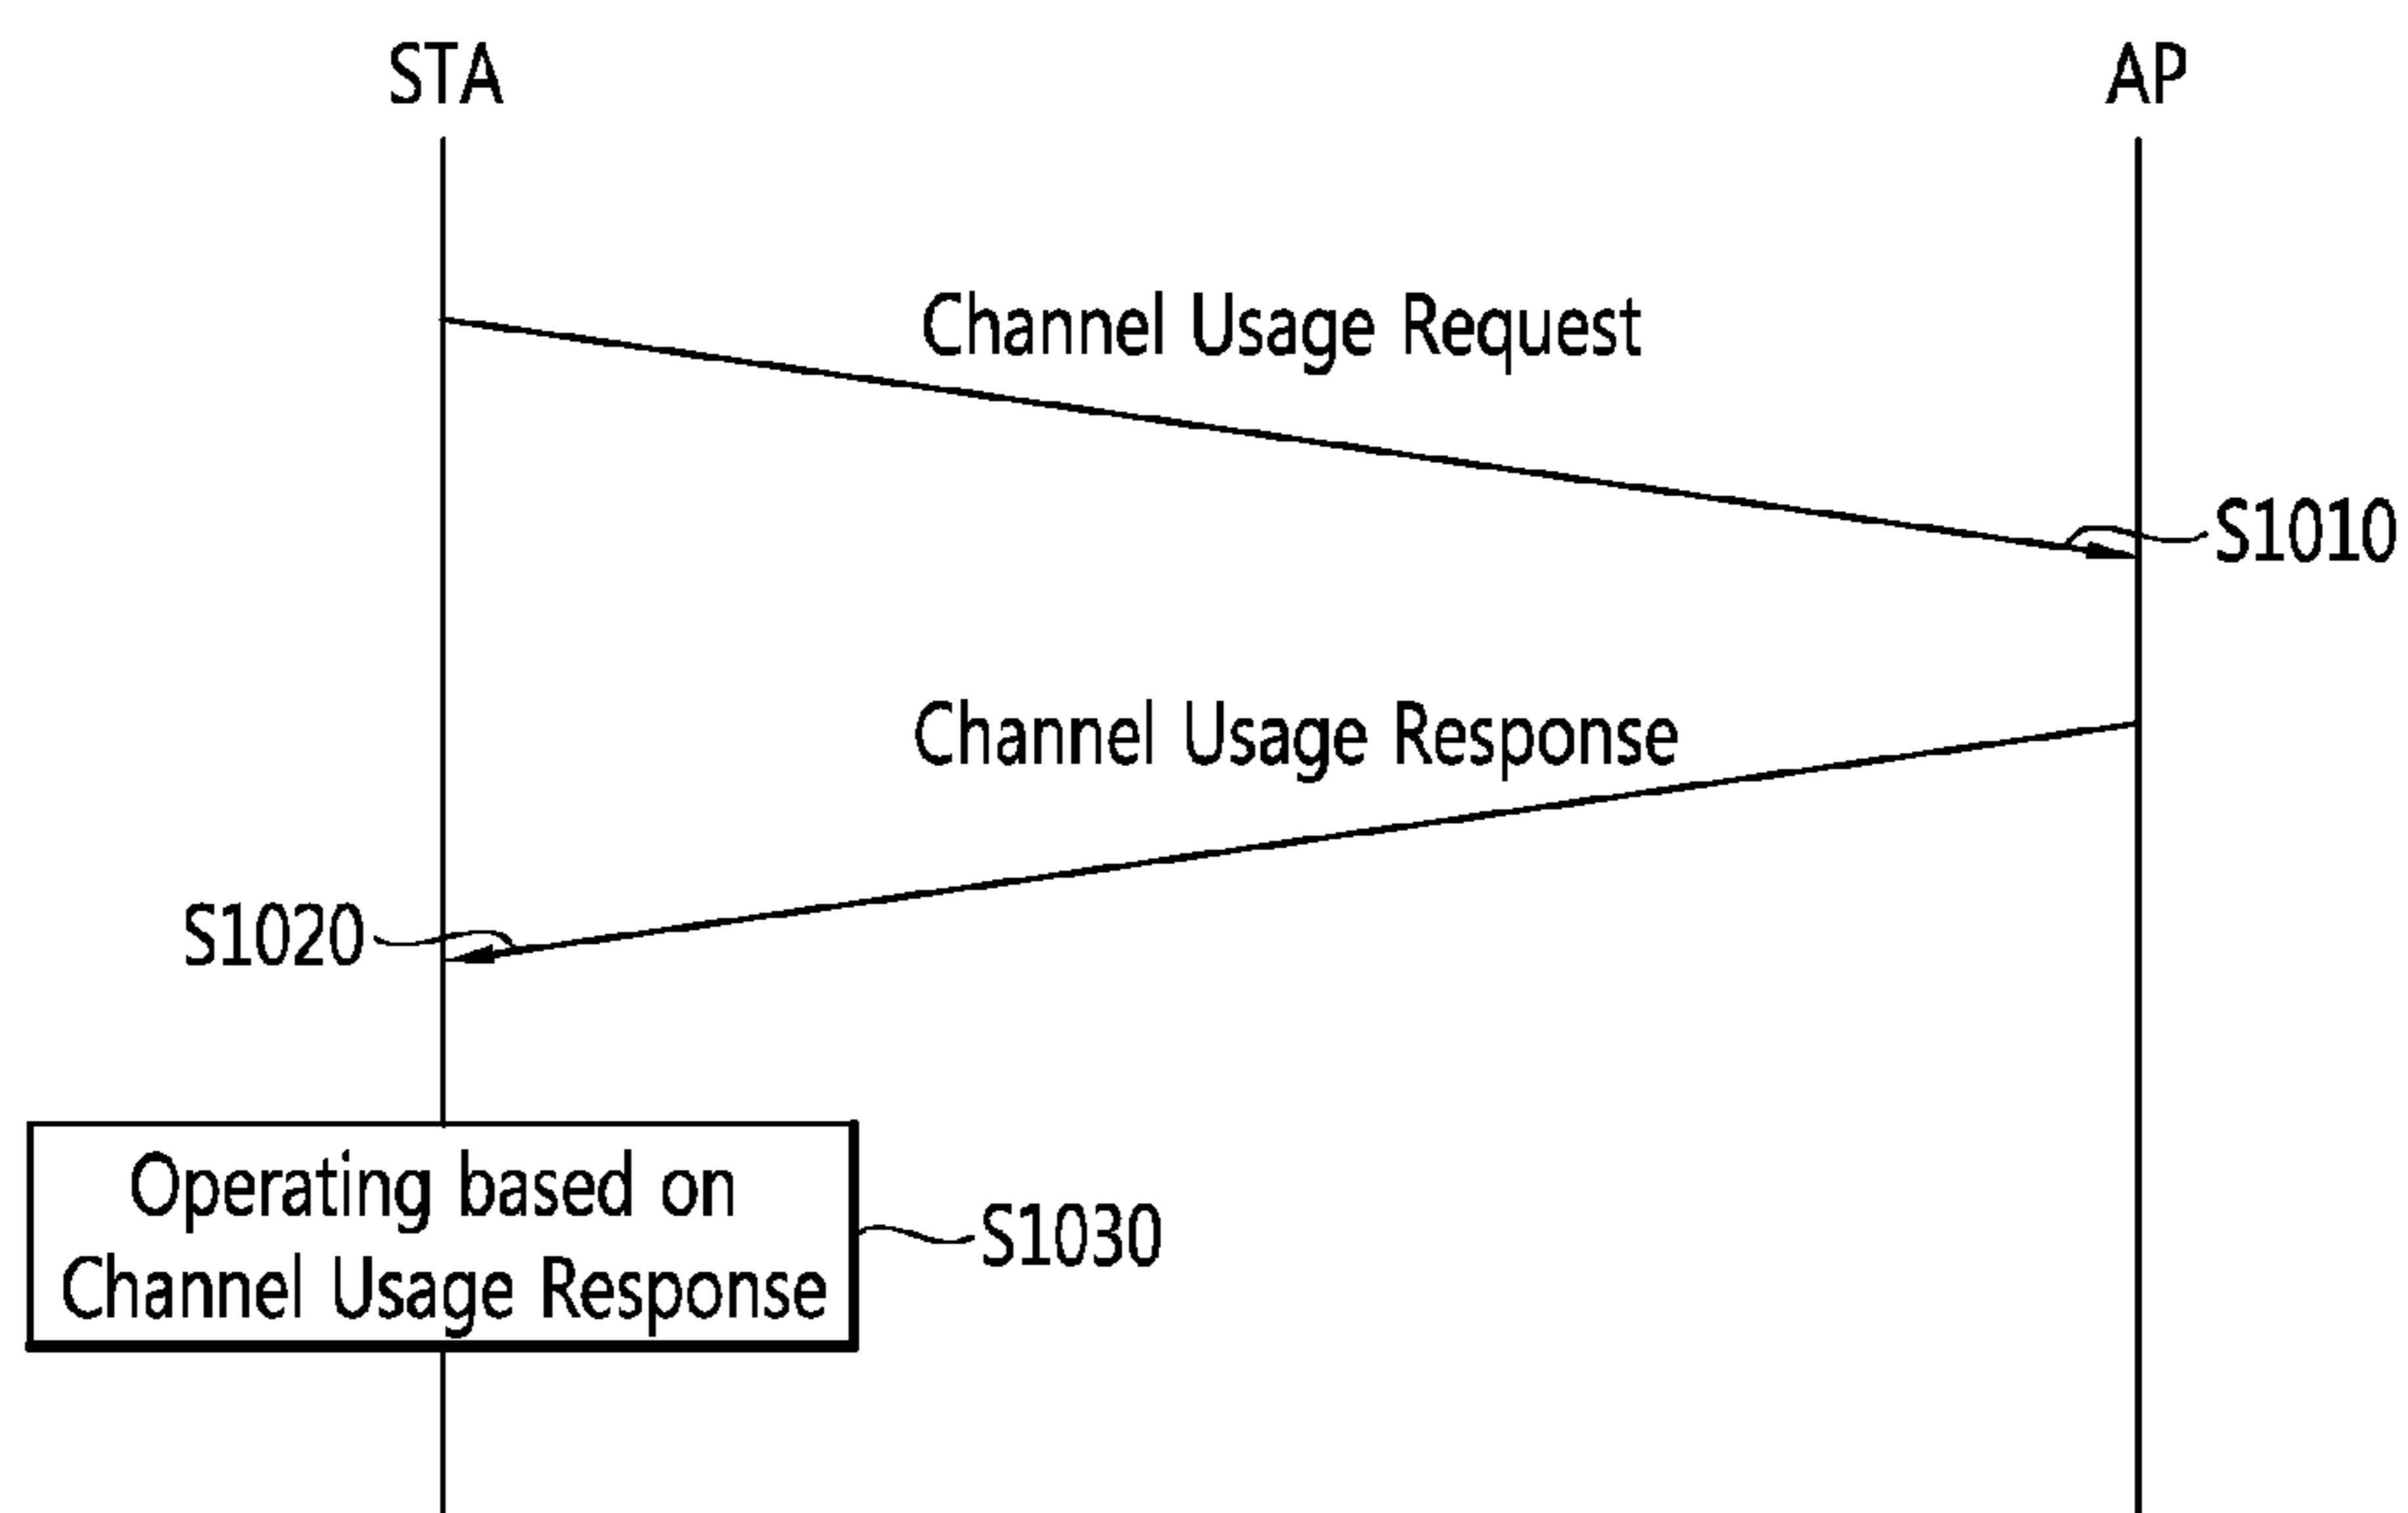 STA
AP
Channel Usage Request
S1010
Channel Usage Response
S1020
Operating based on
Channel Usage Response
S1030